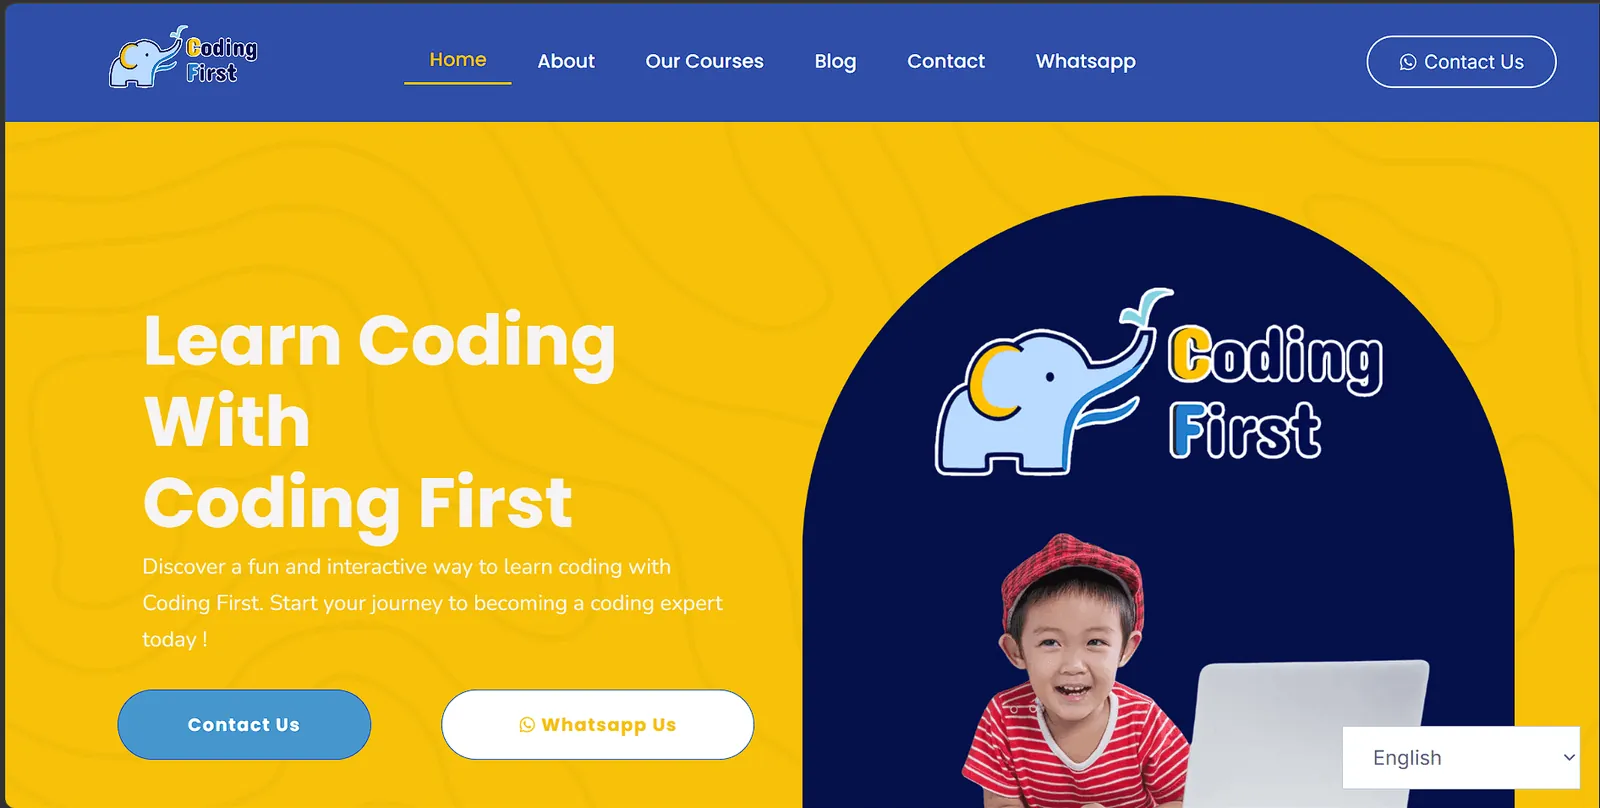 Coding
First
Home
About
Our Courses
Blog
Contact
Whatsapp
Contact Us
Learn Coding
With
Coding First
Discover a fun and interactive way to learn coding with
Coding First. Start your journey to becoming a coding expert
today !
Contact Us
Whatsapp Us
Coding
First
English